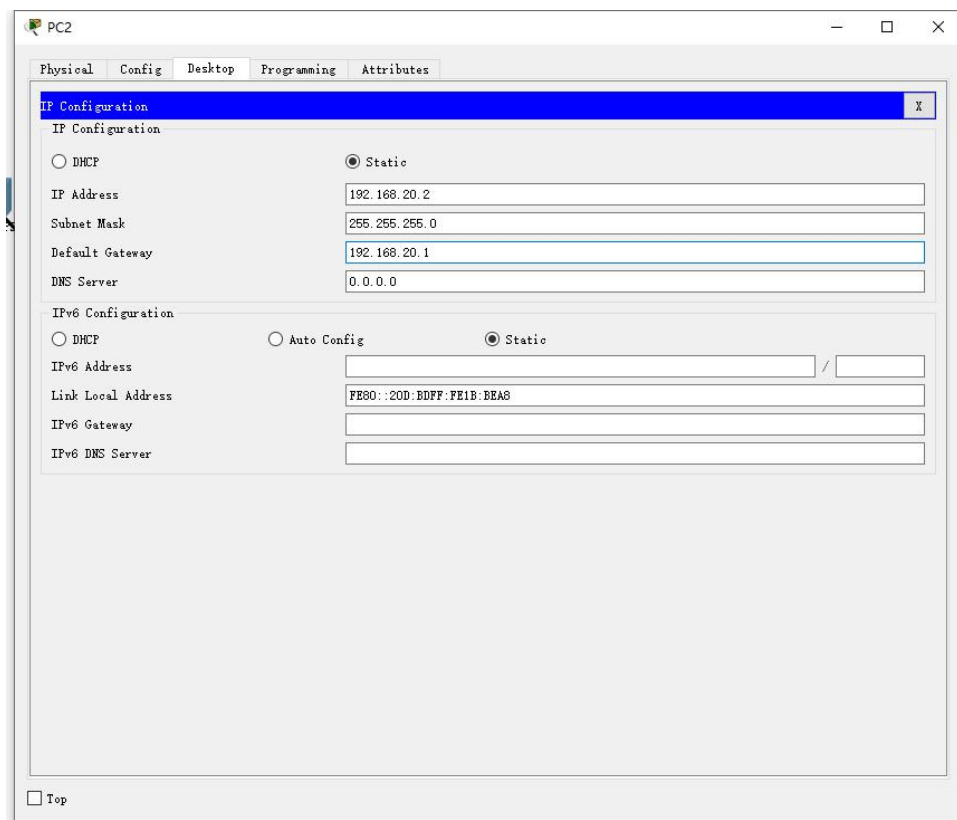 PC2
Physical Config Desktop Programming Attributes
IP Configuration X
IP Configuration
DHCP Static
IP Address 192.168.20.2
Subnet Mask 255.255.255.0
Default Gateway 192.168.20.1
DNS Server 0.0.0.0
IPv6 Configuration
DHCP Auto Config Static
IPv6 Address /
Link Local Address FE80::20D:BDFF:FE1B:BEA8
IPv6 Gateway
IPv6 DNS Server
Top